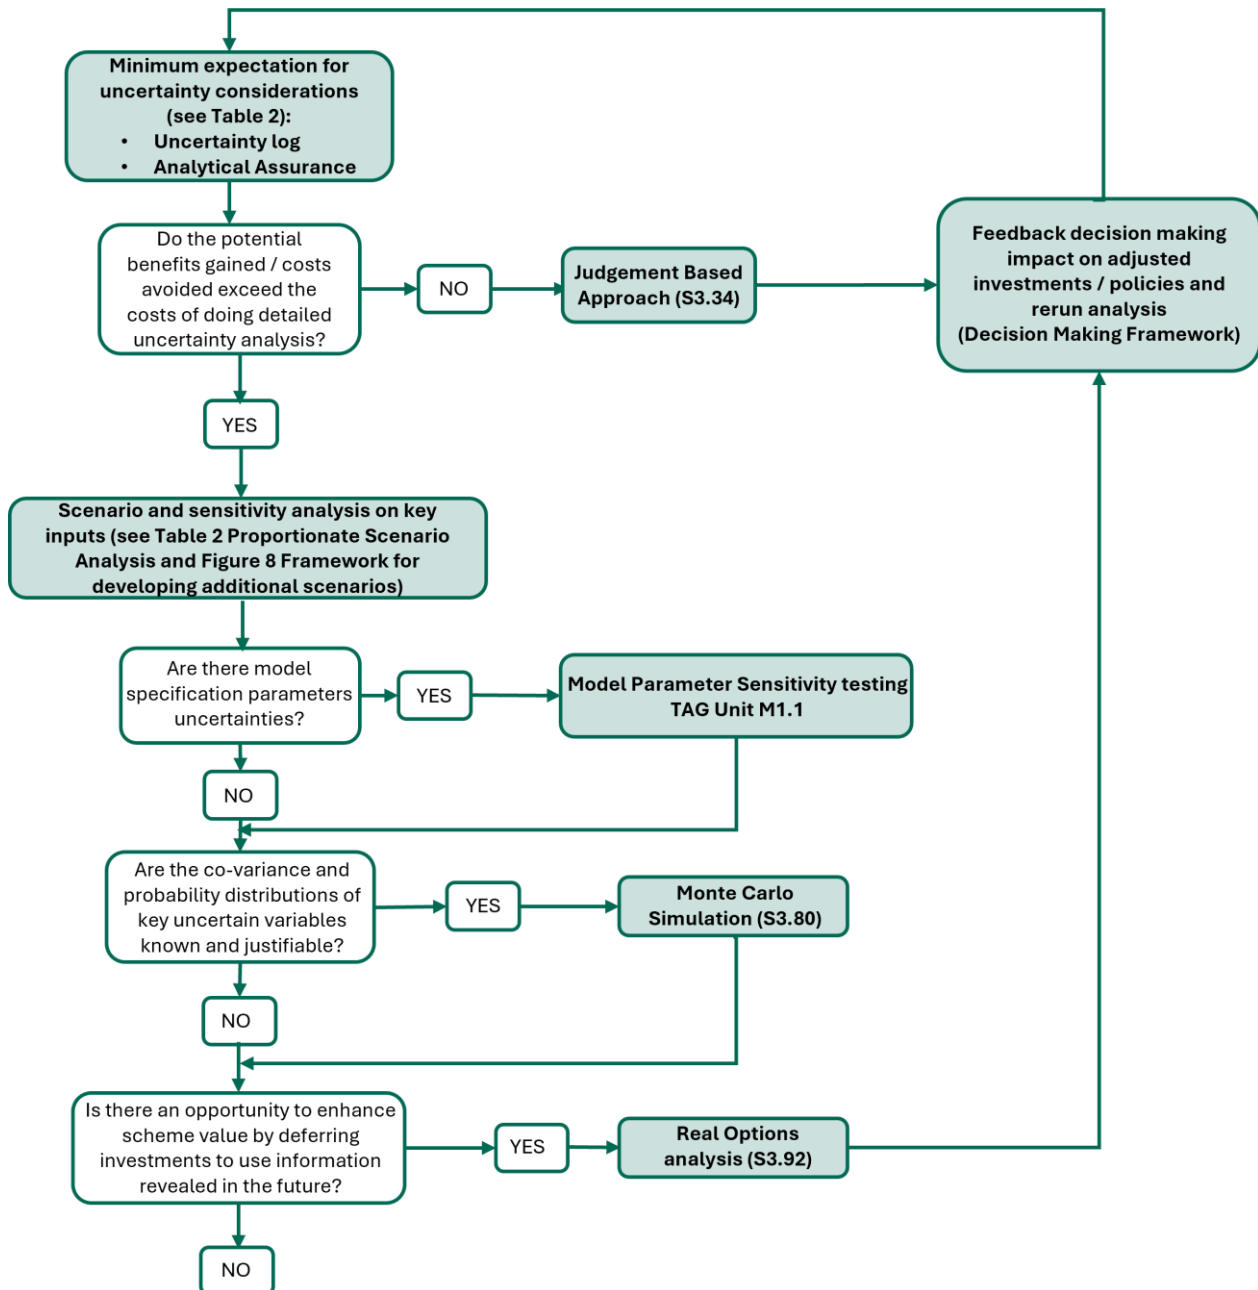 Minimum expectation for
uncertainty considerations
(see Table 2):
• Uncertainty log
• Analytical Assurance
Do the potential
benefits gained / costs
avoided exceed the
costs of doing detailed
uncertainty analysis?
NO
Judgement Based
Approach (S3.34)
Feedback decision making
impact on adjusted
investments / policies and
rerun analysis
(Decision Making Framework)
YES
Scenario and sensitivity analysis on key
inputs (see Table 2 Proportionate Scenario
Analysis and Figure 8 Framework for
developing additional scenarios)
Are there model
specification parameters
uncertainties?
YES
Model Parameter Sensitivity testing
TAG Unit M1.1
NO
Are the co-variance and
probability distributions of
key uncertain variables
known and justifiable?
YES
Monte Carlo
Simulation (S3.80)
NO
Is there an opportunity to enhance
scheme value by deferring
investments to use information
revealed in the future?
YES
Real Options
analysis (S3.92)
NO